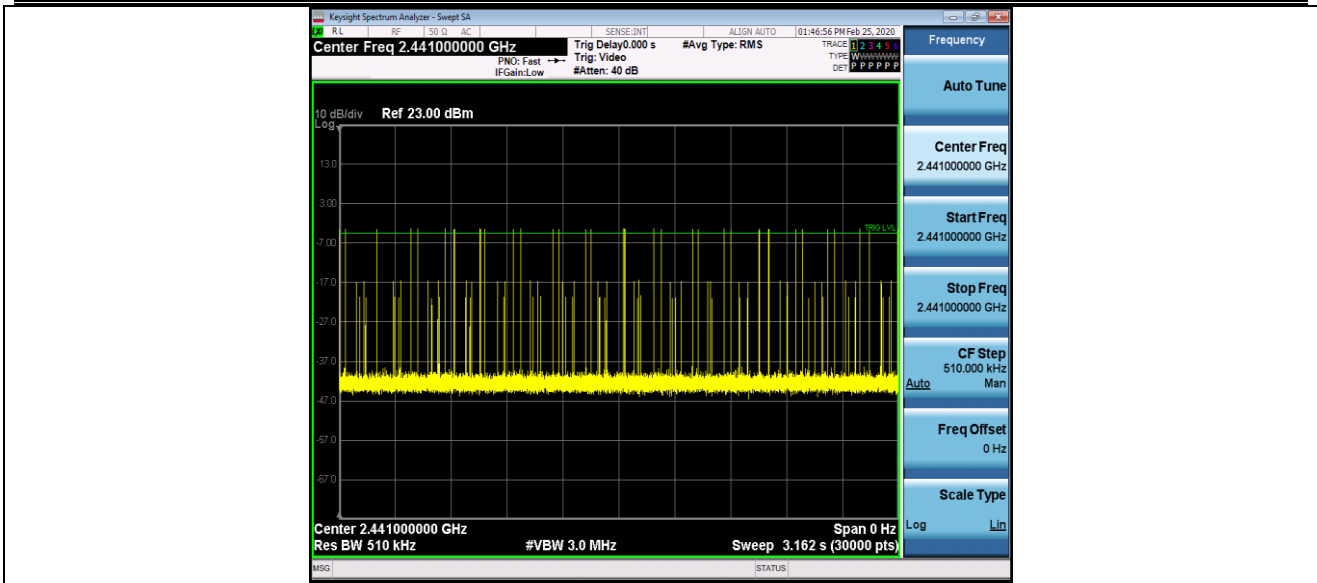 Keysight Spectrum Analyzer - Swept SA
RL RF 50 Ω AC SENSE:INT ALIGN AUTO 01:46:56 PM Feb 25, 2020
Center Freq 2.441000000 GHz
PNO: Fast
IFGain:Low
Trig Delay0.000 s
Trig: Video
#Atten: 40 dB
#Avg Type: RMS
TRACE 1 2 3 4 5 6
TYPE WWWWWW
DET P P P P P P
10 dB/div Ref 23.00 dBm
Log
13.0
3.00
TRIG LVL
-7.00
-17.0
-27.0
-37.0
-47.0
-57.0
-67.0
Center 2.441000000 GHz Span 0 Hz
Res BW 510 kHz #VBW 3.0 MHz Sweep 3.162 s (30000 pts)
MSG STATUS
Frequency
Auto Tune
Center Freq
2.441000000 GHz
Start Freq
2.441000000 GHz
Stop Freq
2.441000000 GHz
CF Step
510.000 kHz
Auto Man
Freq Offset
0 Hz
Scale Type
Log Lin